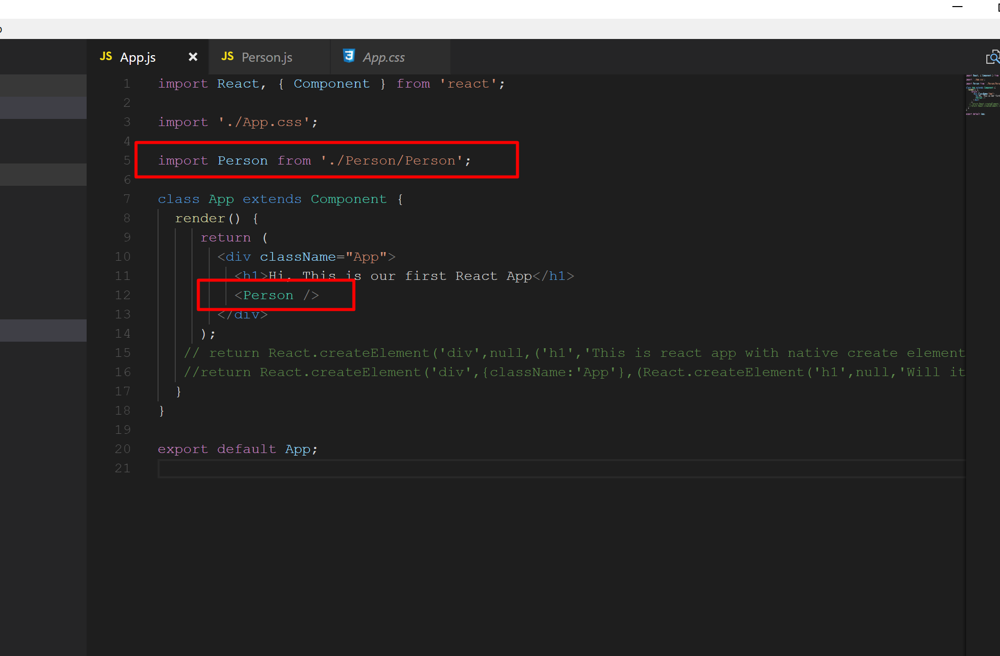 JS App.js × JS Person.js 3 App.css
1 import React, { Component } from 'react';
2
3 import './App.css';
4
5 import Person from './Person/Person';
6
7 class App extends Component {
8 render() {
9 return (
10 <div className="App">
11 <h1>Hi, This is our first React App</h1>
12 <Person />
13 </div>
14 );
15 // return React.createElement('div',null,('h1','This is react app with native create element
16 //return React.createElement('div',{className:'App'},(React.createElement('h1',null,'Will it
17 }
18 }
19
20 export default App;
21